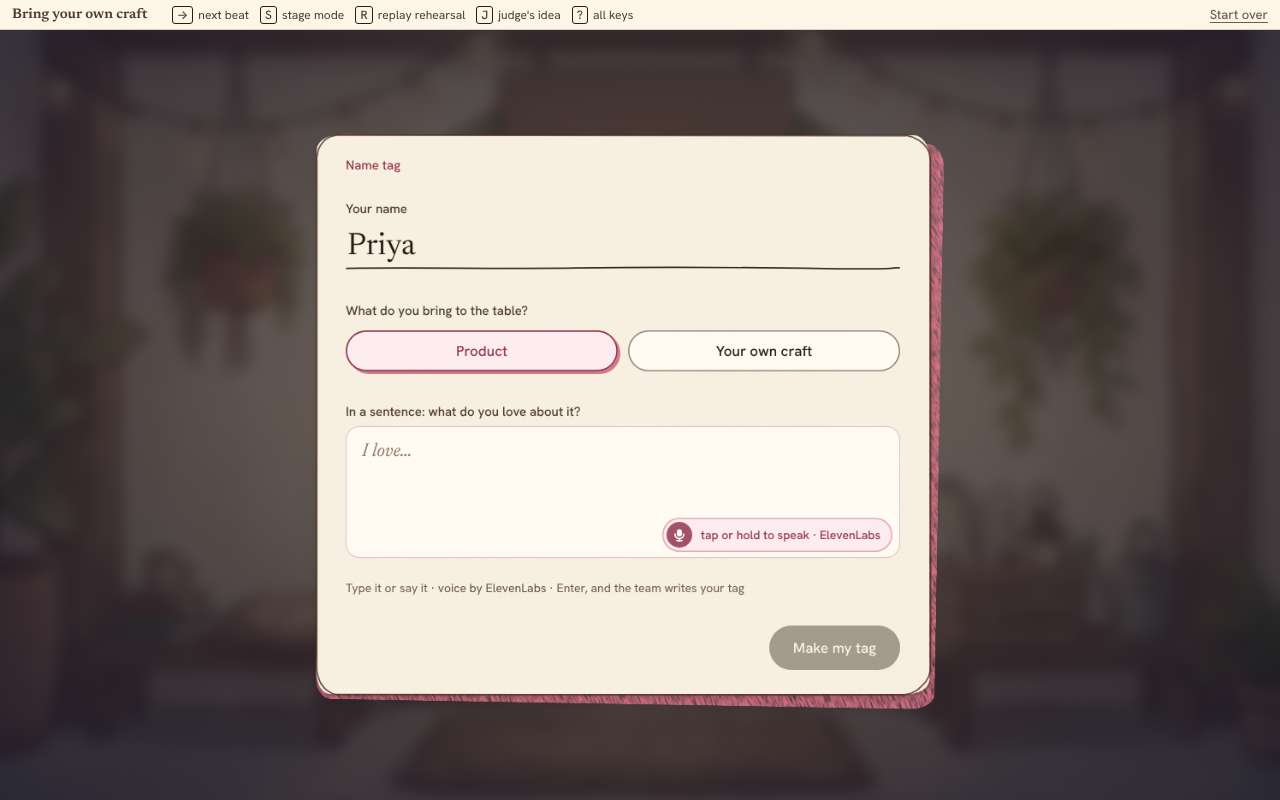 Bring your own craft → next beat S stage mode R replay rehearsal J judge's idea ? all keys Start over
Name tag
Your name
Priya
What do you bring to the table?
Product Your own craft
In a sentence: what do you love about it?
I love...
tap or hold to speak · ElevenLabs
Type it or say it · voice by ElevenLabs · Enter, and the team writes your tag
Make my tag